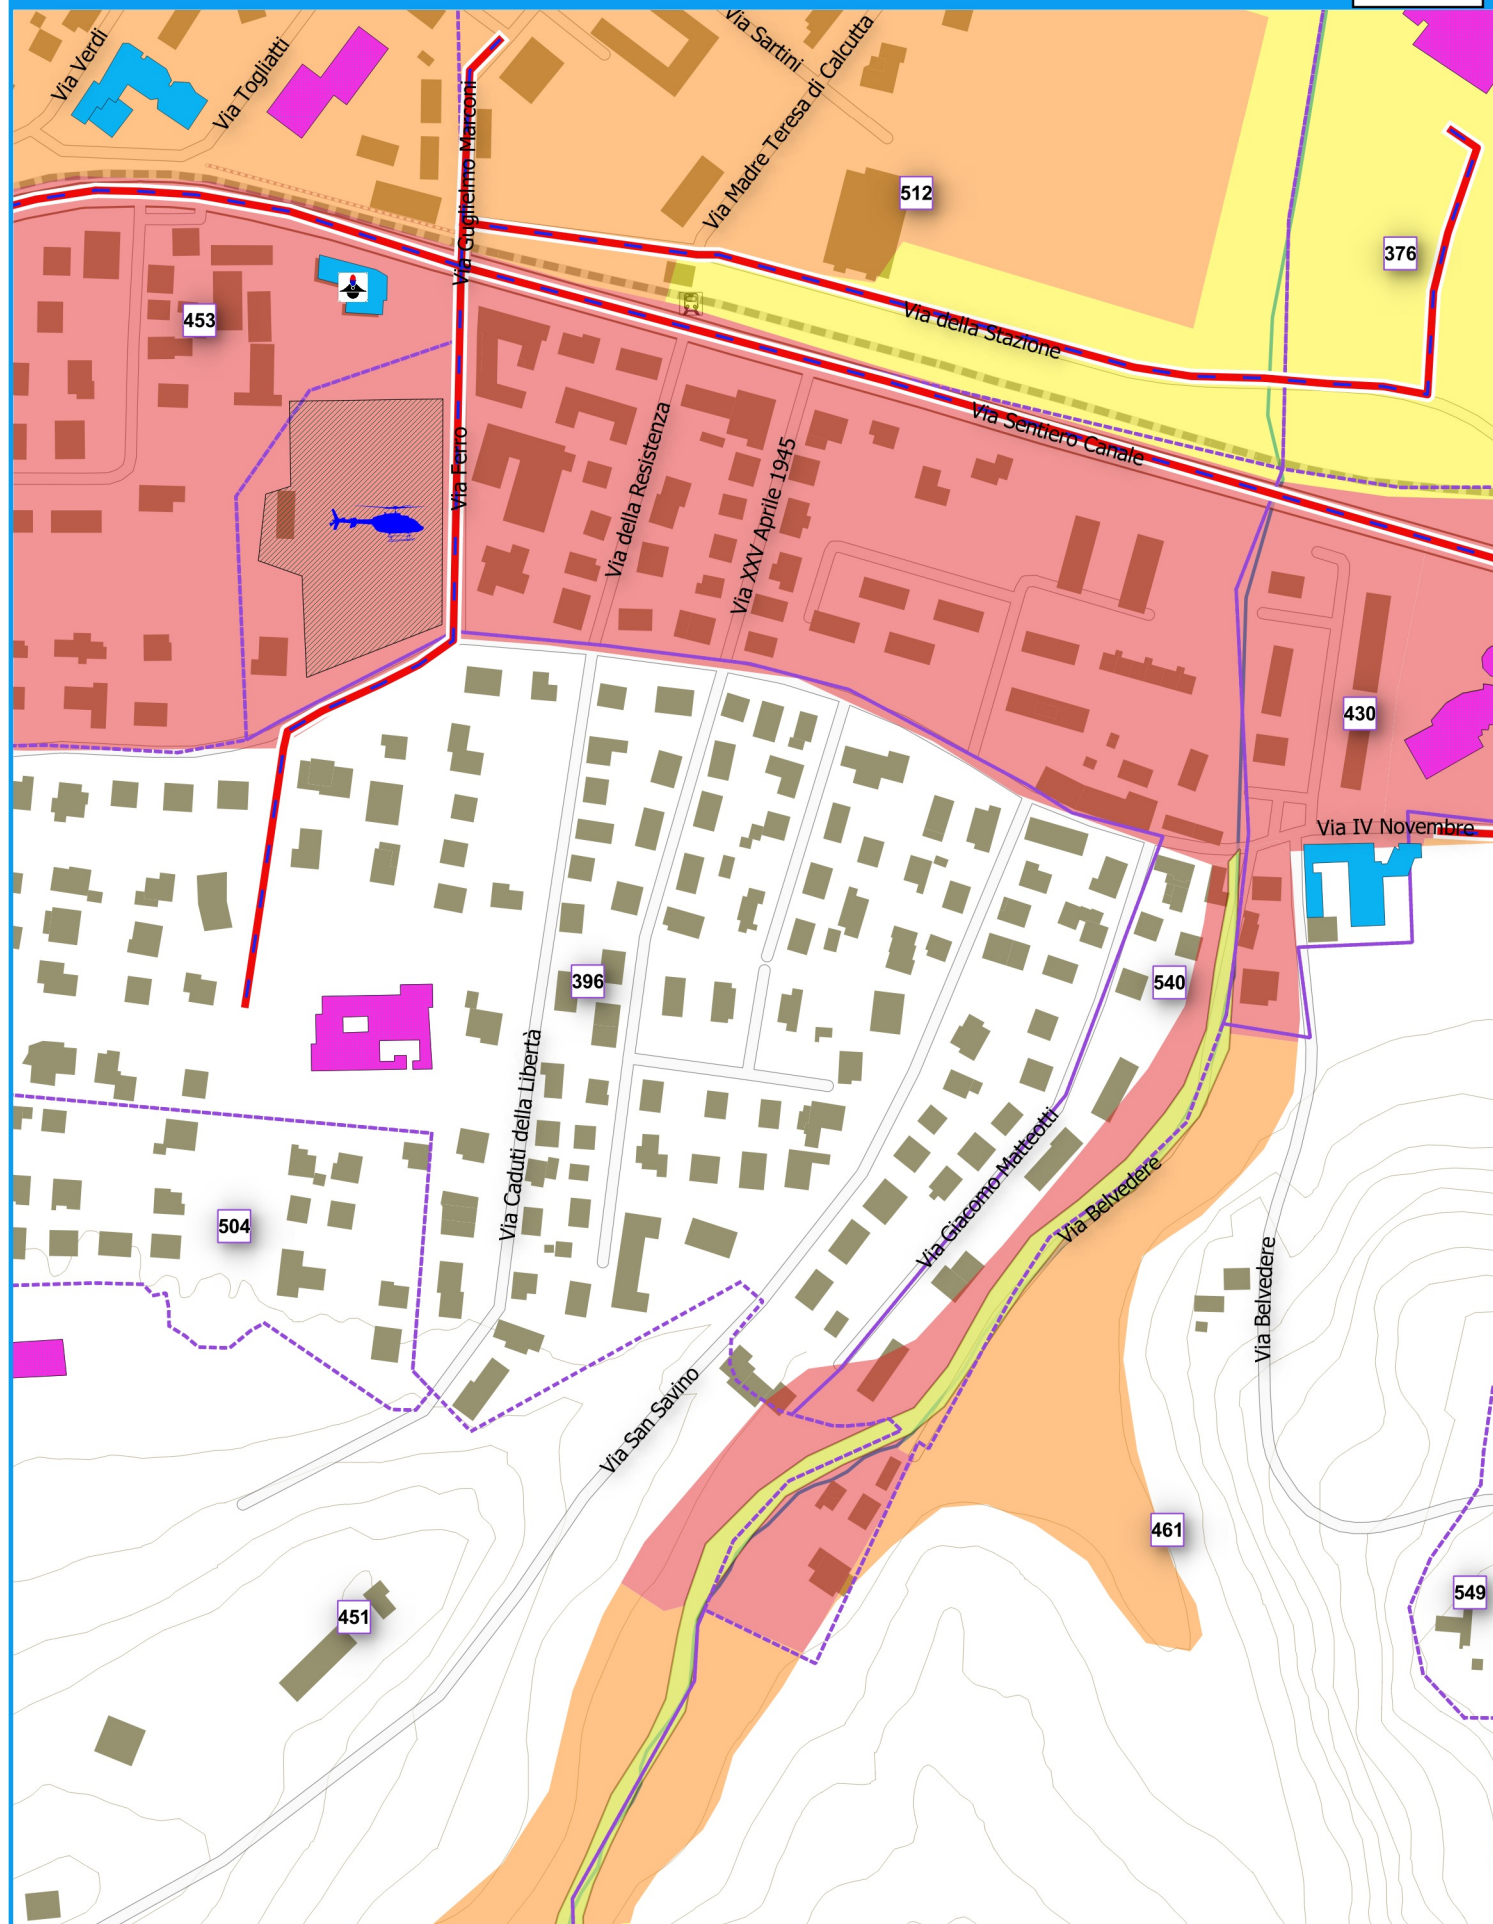 Via Verdi
Via Togliatti
Via Guglielmo Marconi
Via Sartini
Via Madre Teresa di Calcutta
512
376
453
Via della Stazione
Via Sentiero Canale
Via Ferro
Via della Resistenza
Via XXV Aprile 1945
430
Via IV Novembre
396
540
Via Caduti della Libertà
Via Giacomo Matteotti
Via Belvedere
504
Via Belvedere
Via San Savino
461
549
451